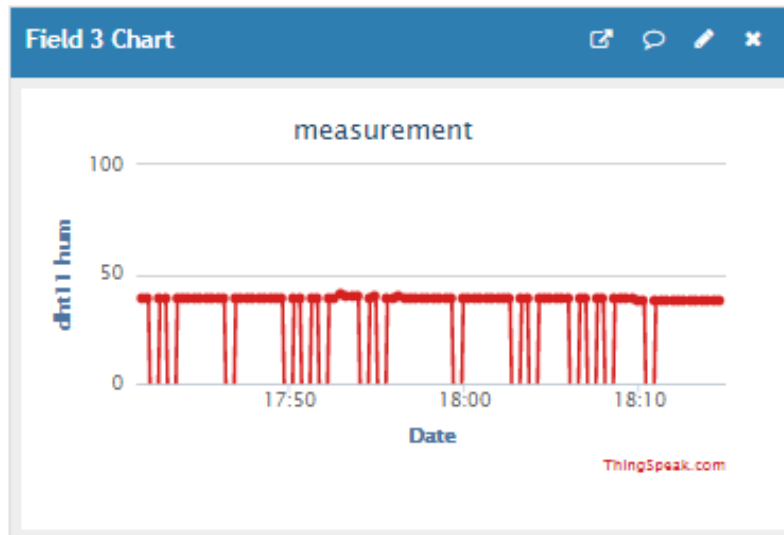 Field 3 Chart
measurement
100
50
0
dht11 hum
17:50
18:00
18:10
Date
ThingSpeak.com